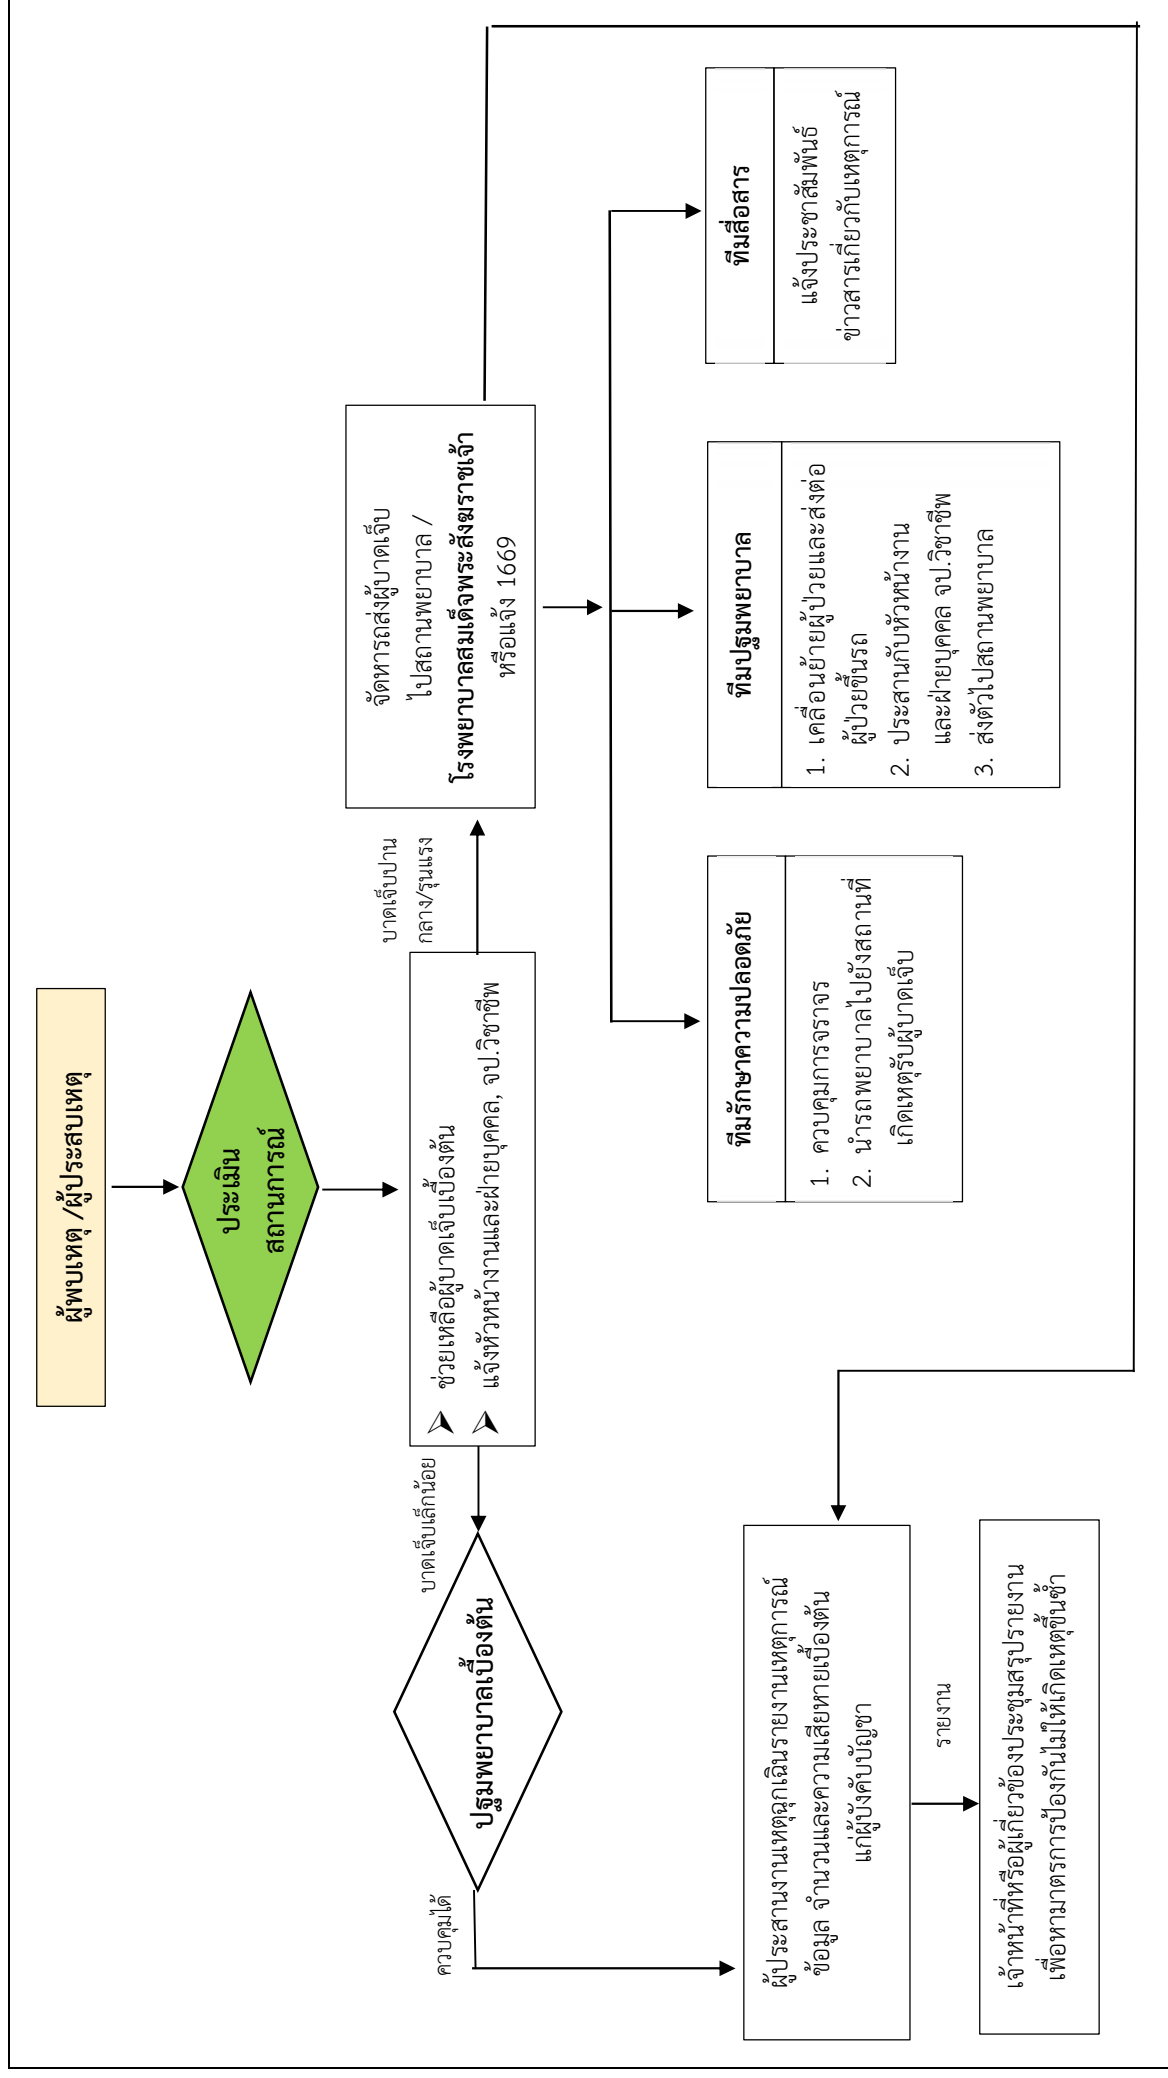 ผู้พบเหตุ /ผู้ประสบเหตุ
ประเมิน
สถานการณ์
ช่วยเหลือผู้บาดเจ็บเบื้องต้น
แจ้งหัวหน้างานและฝ่ายบุคคล, จป.วิชาชีพ
บาดเจ็บเล็กน้อย
ปฐมพยาบาลเบื้องต้น
ควบคุมได้
บาดเจ็บปาน
กลาง/รุนแรง
จัดหารถส่งผู้บาดเจ็บ
ไปสถานพยาบาล /
โรงพยาบาลสมเด็จพระสังฆราชเจ้า
หรือแจ้ง 1669
ทีมรักษาความปลอดภัย
1. ควบคุมการจราจร
2. นำรถพยาบาลไปยังสถานที่
เกิดเหตุรับผู้บาดเจ็บ
ทีมปฐมพยาบาล
1. เคลื่อนย้ายผู้ป่วยและส่งต่อ
ผู้ป่วยขึ้นรถ
2. ประสานกับหัวหน้างาน
และฝ่ายบุคคล จป.วิชาชีพ
3. ส่งตัวไปสถานพยาบาล
ทีมสื่อสาร
แจ้งประชาสัมพันธ์
ข่าวสารเกี่ยวกับเหตุการณ์
ผู้ประสานงานเหตุฉุกเฉินรายงานเหตุการณ์
ข้อมูล จำนวนและความเสียหายเบื้องต้น
แก่ผู้บังคับบัญชา
รายงาน
เจ้าหน้าที่หรือผู้เกี่ยวข้องประชุมสรุปรายงาน
เพื่อหามาตรการป้องกันไม่ให้เกิดเหตุขึ้นซ้ำ